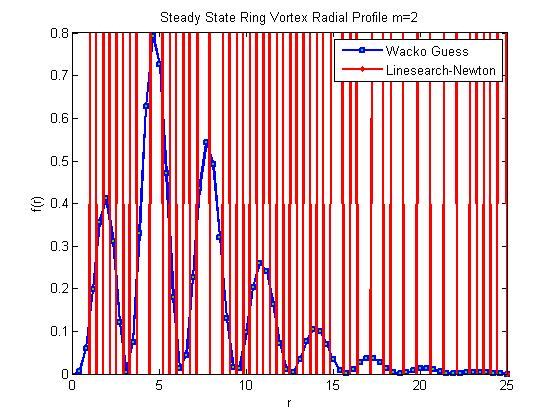 Steady State Ring Vortex Radial Profile m=2
Wacko Guess
Linesearch-Newton
0.8
0.7
0.6
0.5
0.4
0.3
0.2
0.1
0
f(r)
0 5 10 15 20 25
r